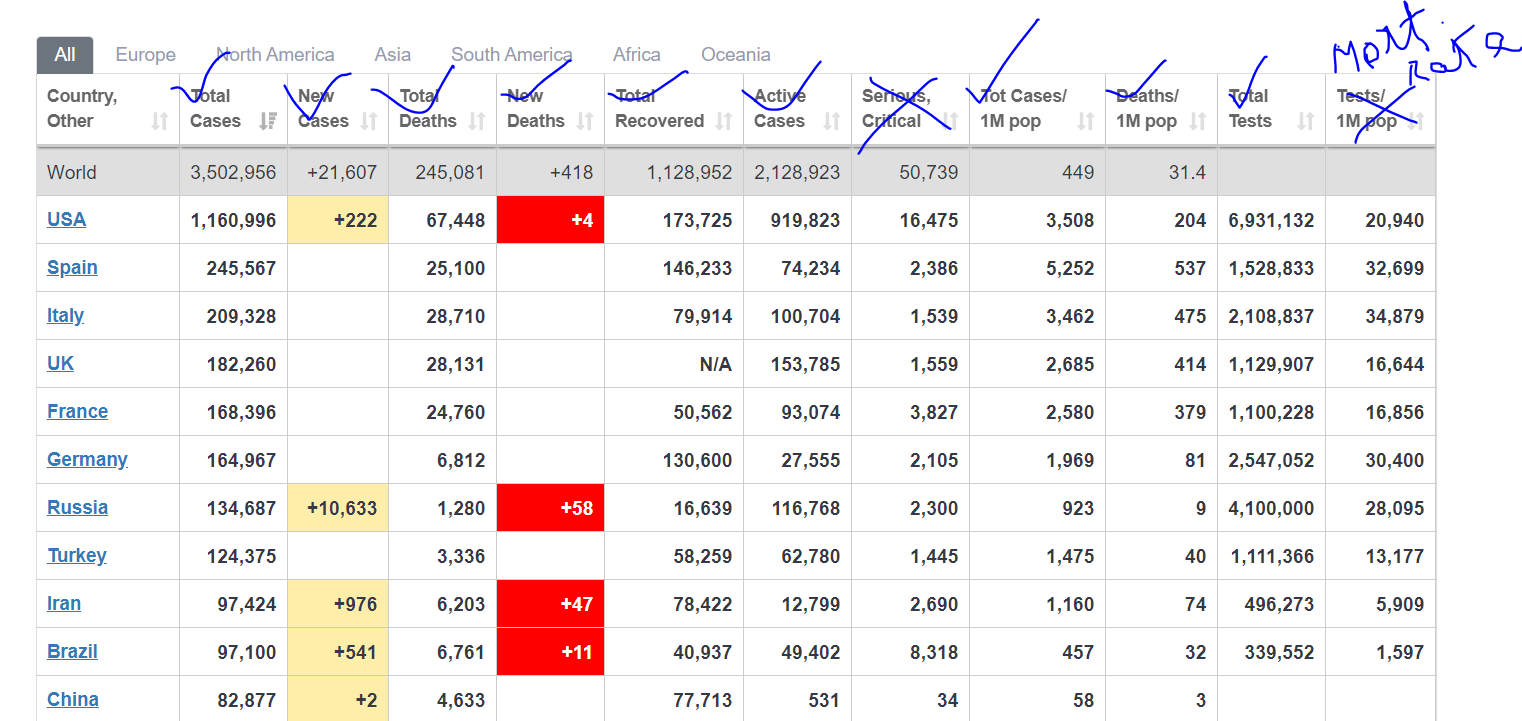 Mort
Rate
All Europe North America Asia South America Africa Oceania
Country, Other Total Cases New Cases Total Deaths New Deaths Total Recovered Active Cases Serious, Critical Tot Cases/ 1M pop Deaths/ 1M pop Total Tests Tests/ 1M pop
World 3,502,956 +21,607 245,081 +418 1,128,952 2,128,923 50,739 449 31.4
USA 1,160,996 +222 67,448 +4 173,725 919,823 16,475 3,508 204 6,931,132 20,940
Spain 245,567 25,100 146,233 74,234 2,386 5,252 537 1,528,833 32,699
Italy 209,328 28,710 79,914 100,704 1,539 3,462 475 2,108,837 34,879
UK 182,260 28,131 N/A 153,785 1,559 2,685 414 1,129,907 16,644
France 168,396 24,760 50,562 93,074 3,827 2,580 379 1,100,228 16,856
Germany 164,967 6,812 130,600 27,555 2,105 1,969 81 2,547,052 30,400
Russia 134,687 +10,633 1,280 +58 16,639 116,768 2,300 923 9 4,100,000 28,095
Turkey 124,375 3,336 58,259 62,780 1,445 1,475 40 1,111,366 13,177
Iran 97,424 +976 6,203 +47 78,422 12,799 2,690 1,160 74 496,273 5,909
Brazil 97,100 +541 6,761 +11 40,937 49,402 8,318 457 32 339,552 1,597
China 82,877 +2 4,633 77,713 531 34 58 3